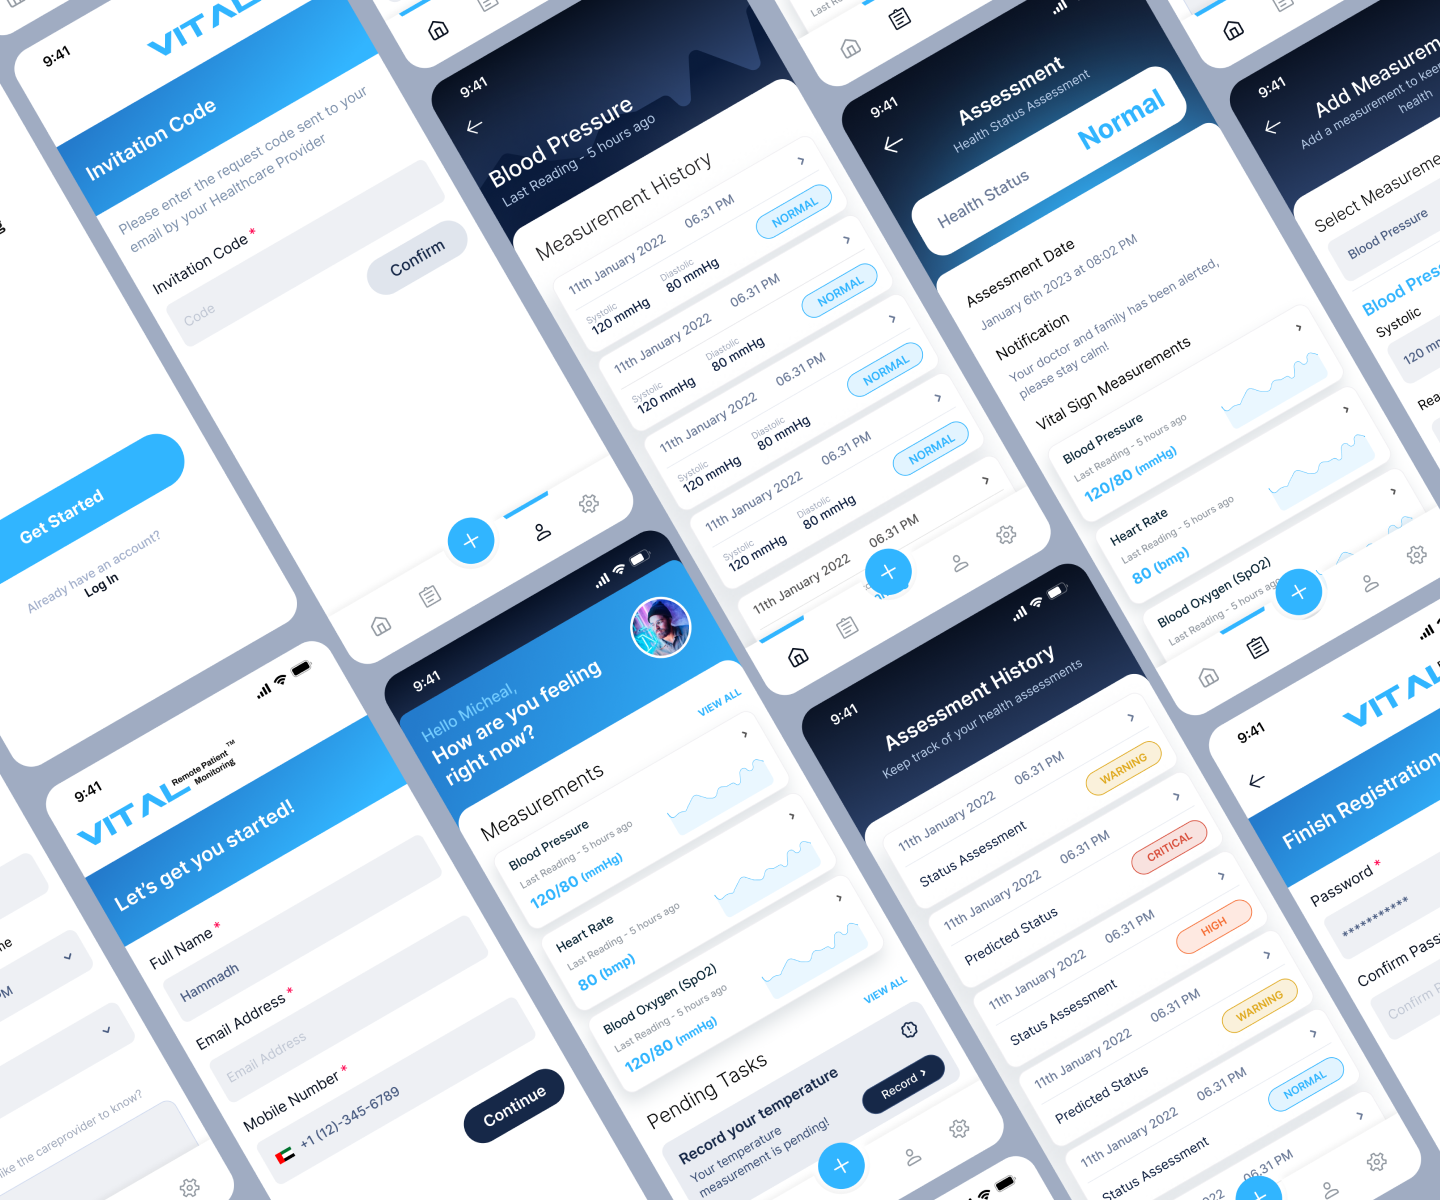 Get Started
Already have an account?
Log In
9:41
VITAL
Invitation Code
Please enter the request code sent to your
email by your Healthcare Provider
Invitation Code *
Code
Confirm
9:41
Blood Pressure
Last Reading - 5 hours ago
Measurement History
11th January 2022 06.31 PM
Systolic Diastolic
120 mmHg 80 mmHg NORMAL
11th January 2022 06.31 PM
Systolic Diastolic
120 mmHg 80 mmHg NORMAL
11th January 2022 06.31 PM
Systolic Diastolic
120 mmHg 80 mmHg NORMAL
11th January 2022 06.31 PM
Systolic Diastolic
120 mmHg 80 mmHg NORMAL
11th January 2022 06.31 PM
9:41
Assessment
Health Status Assessment
Health Status Normal
Assessment Date
January 6th 2023 at 08:02 PM
Notification
Your doctor and family has been alerted,
please stay calm!
Vital Sign Measurements
Blood Pressure
Last Reading - 5 hours ago
120/80 (mmHg)
Heart Rate
Last Reading - 5 hours ago
80 (bmp)
Blood Oxygen (SpO2)
Last Reading - 5 hours ago
9:41
Add Measurem
Add a measurement to keep
health
Select Measureme
Blood Pressure
Blood Press
Systolic
120 m
Rea
like the careprovider to know?
9:41
VITAL Remote Patient Monitoring™
Let's get you started!
Full Name *
Hammadh
Email Address *
Email Address
Mobile Number *
+1 (12)-345-6789
Continue
9:41
Hello Micheal,
How are you feeling
right now?
VIEW ALL
Measurements
Blood Pressure
Last Reading - 5 hours ago
120/80 (mmHg)
Heart Rate
Last Reading - 5 hours ago
80 (bmp)
Blood Oxygen (SpO2)
Last Reading - 5 hours ago
120/80 (mmHg)
VIEW ALL
Pending Tasks
Record your temperature
Your temperature
measurement is pending!
Record
9:41
Assessment History
Keep track of your health assessments
11th January 2022 06.31 PM
Status Assessment WARNING
11th January 2022 06.31 PM
Predicted Status CRITICAL
11th January 2022 06.31 PM
Status Assessment HIGH
11th January 2022 06.31 PM
Predicted Status WARNING
11th January 2022 06.31 PM
Status Assessment NORMAL
11th January 2022 06.31 PM
9:41
VITAL
Finish Registration
Password *
***********
Confirm Passw
Confirm P